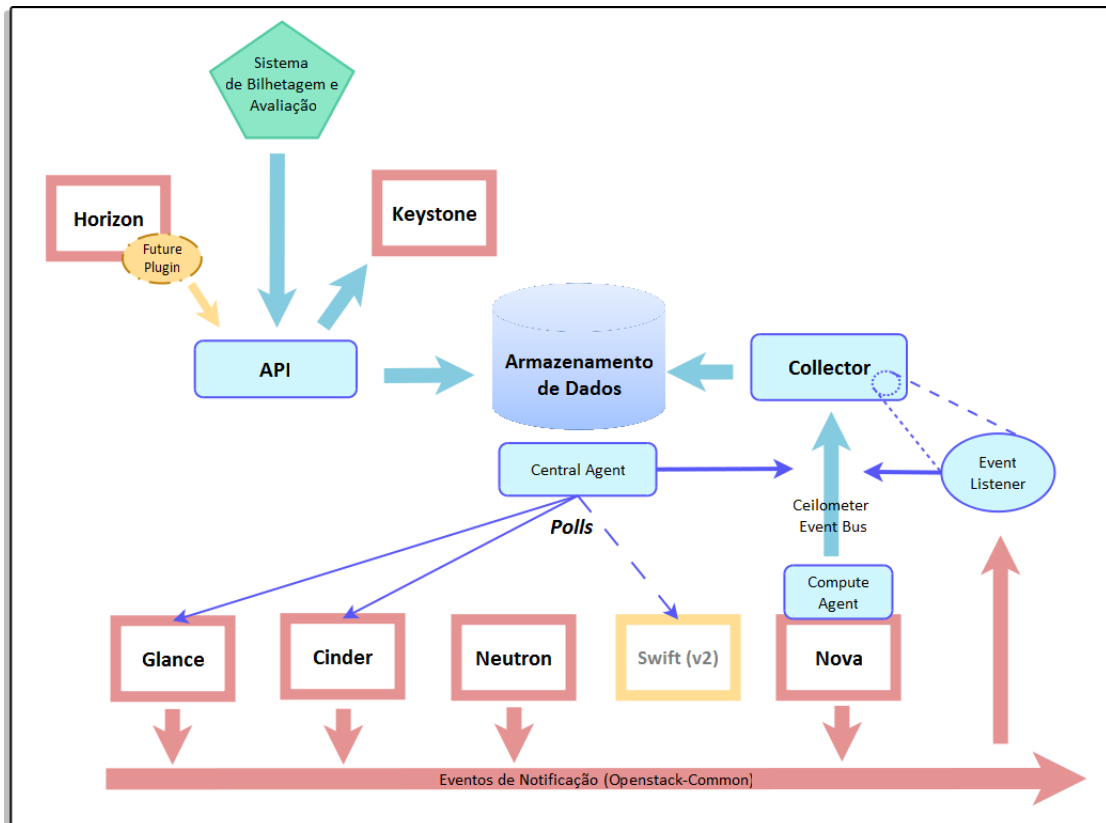 Sistema
de Bilhetagem e
Avaliação
Horizon
Future
Plugin
Keystone
API
Armazenamento
de Dados
Collector
Central Agent
Event
Listener
Polls
Ceilometer
Event Bus
Compute
Agent
Glance
Cinder
Neutron
Swift (v2)
Nova
Eventos de Notificação (Openstack-Common)